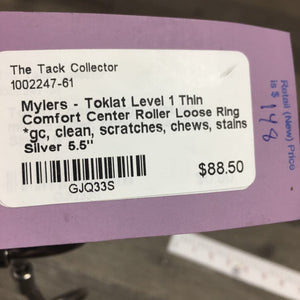 The Tack Collector
1002247-61
Mylers - Toklat Level 1 Thin
Comfort Center Roller Loose Ring
*gc, clean, scratches, chews, stains
Silver 5.5"
$88.50
GJQ33S
Retail (New) Price
is $148